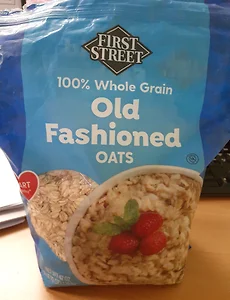 FIRST
STREET
100% Whole Grain
Old
Fashioned
OATS